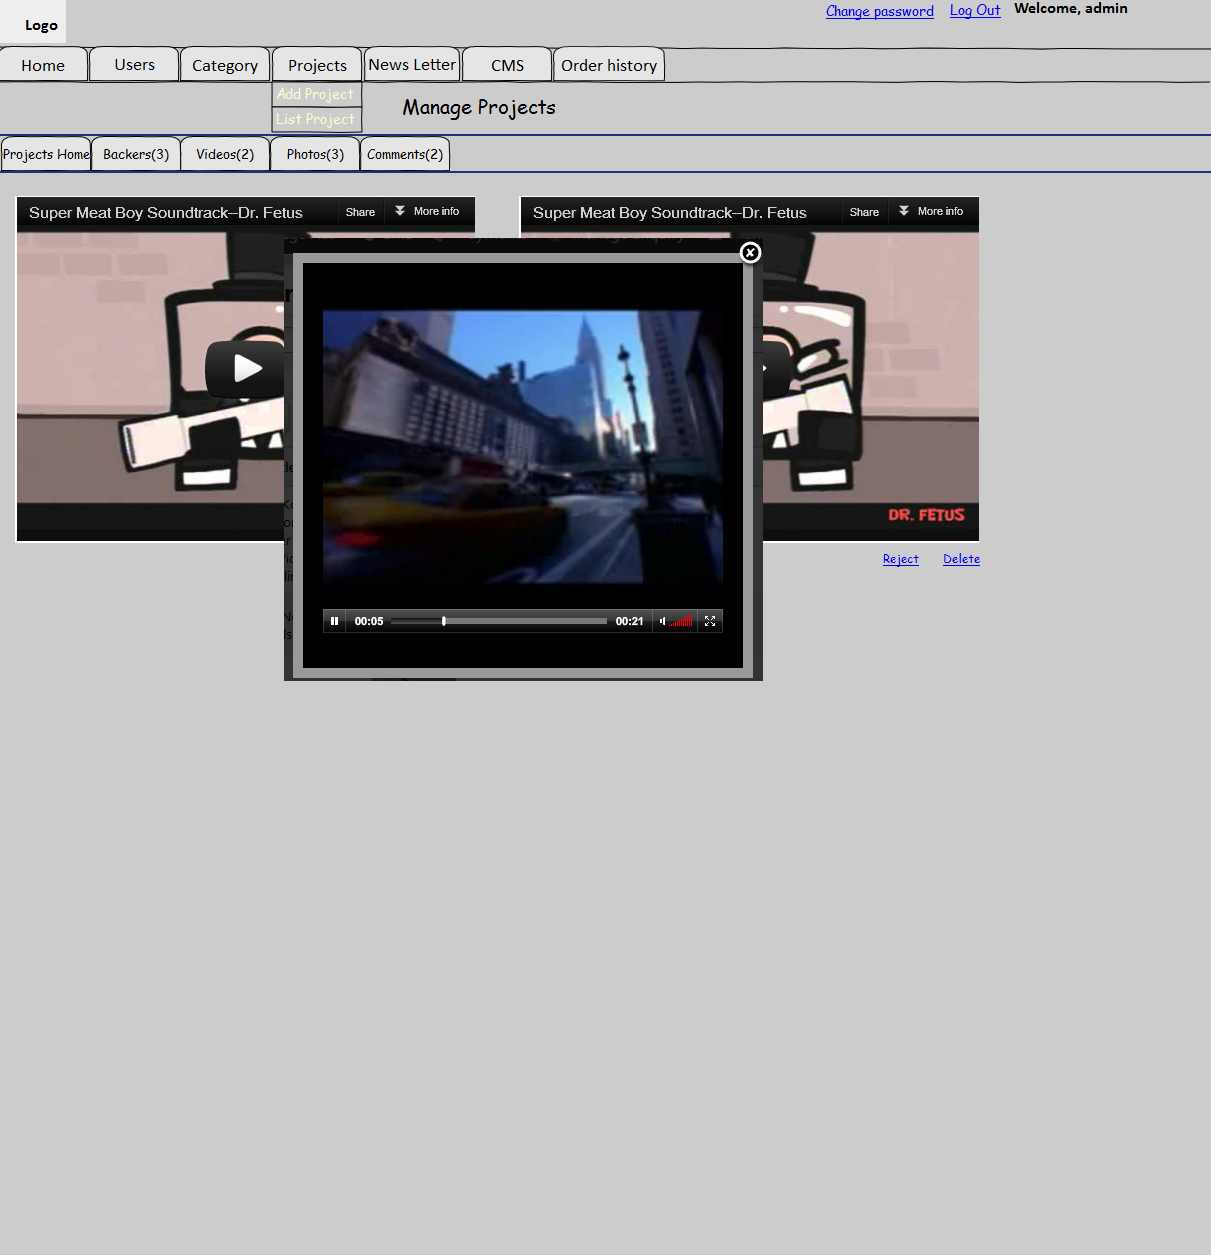 Logo
Change password
Log Out
Welcome, admin
Home
Users
Category
Projects
News Letter
CMS
Order history
Add Project
List Project
Manage Projects
Projects Home
Backers(3)
Videos(2)
Photos(3)
Comments(2)
Super Meat Boy Soundtrack--Dr. Fetus
Share
More info
Super Meat Boy Soundtrack--Dr. Fetus
Share
More info
DR. FETUS
Reject
Delete
00:05
00:21